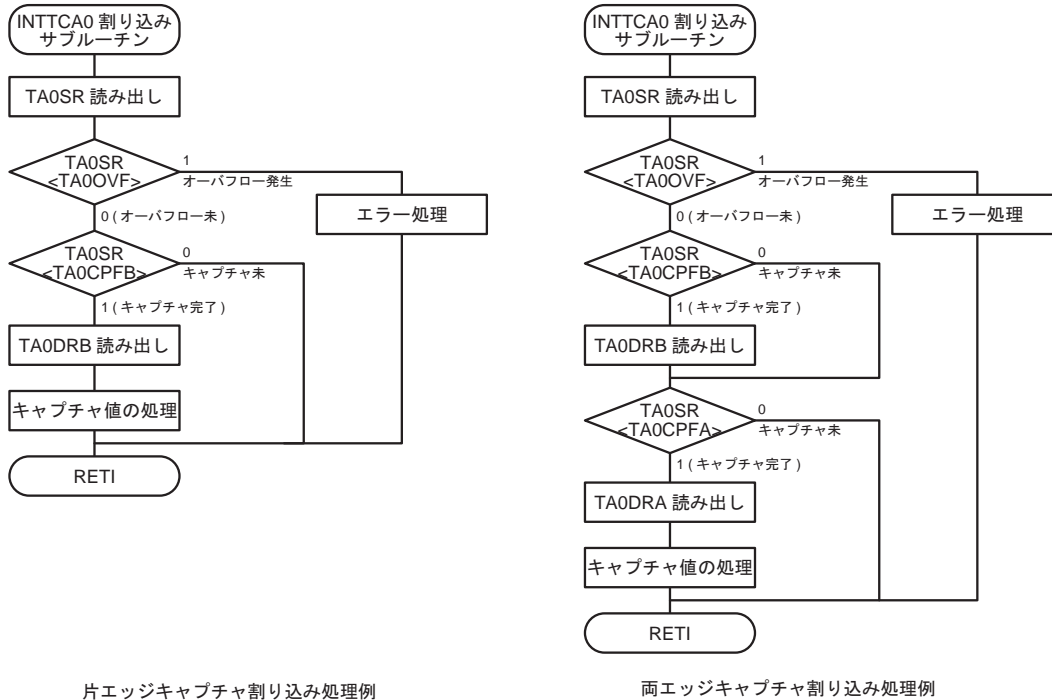 INTTCA0 割り込み
サブルーチン
TA0SR 読み出し
TA0SR
<TA0OVF>
1
オーバフロー発生
エラー処理
0 ( オーバフロー未 )
TA0SR
<TA0CPFB>
0
キャプチャ未
1 ( キャプチャ完了 )
TA0DRB 読み出し
キャプチャ値の処理
RETI
片エッジキャプチャ割り込み処理例
INTTCA0 割り込み
サブルーチン
TA0SR 読み出し
TA0SR
<TA0OVF>
1
オーバフロー発生
エラー処理
0 ( オーバフロー未 )
TA0SR
<TA0CPFB>
0
キャプチャ未
1 ( キャプチャ完了 )
TA0DRB 読み出し
TA0SR
<TA0CPFA>
0
キャプチャ未
1 ( キャプチャ完了 )
TA0DRA 読み出し
キャプチャ値の処理
RETI
両エッジキャプチャ割り込み処理例